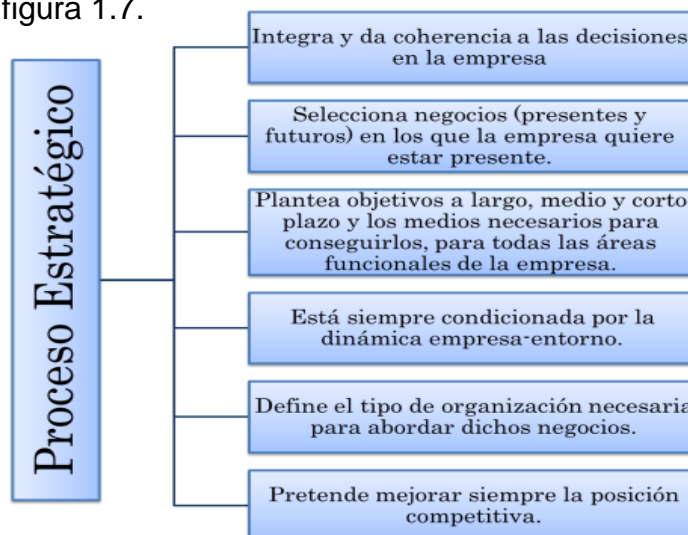 figura 1.7.
Proceso Estratégico
Integra y da coherencia a las decisiones
en la empresa
Selecciona negocios (presentes y
futuros) en los que la empresa quiere
estar presente.
Plantea objetivos a largo, medio y corto
plazo y los medios necesarios para
conseguirlos, para todas las áreas
funcionales de la empresa.
Está siempre condicionada por la
dinámica empresa-entorno.
Define el tipo de organización necesaria
para abordar dichos negocios.
Pretende mejorar siempre la posición
competitiva.